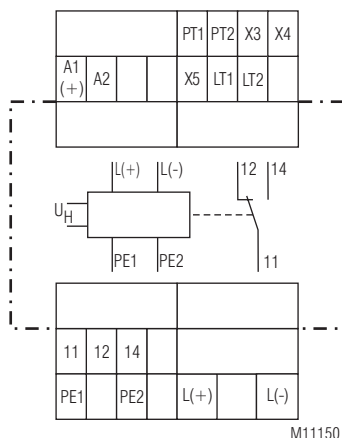 PT1 PT2 X3 X4
A1 (+) A2 X5 LT1 LT2
L(+) L(-) 12 14
UH
PE1 PE2 11
11 12 14
PE1 PE2 L(+) L(-)
M11150